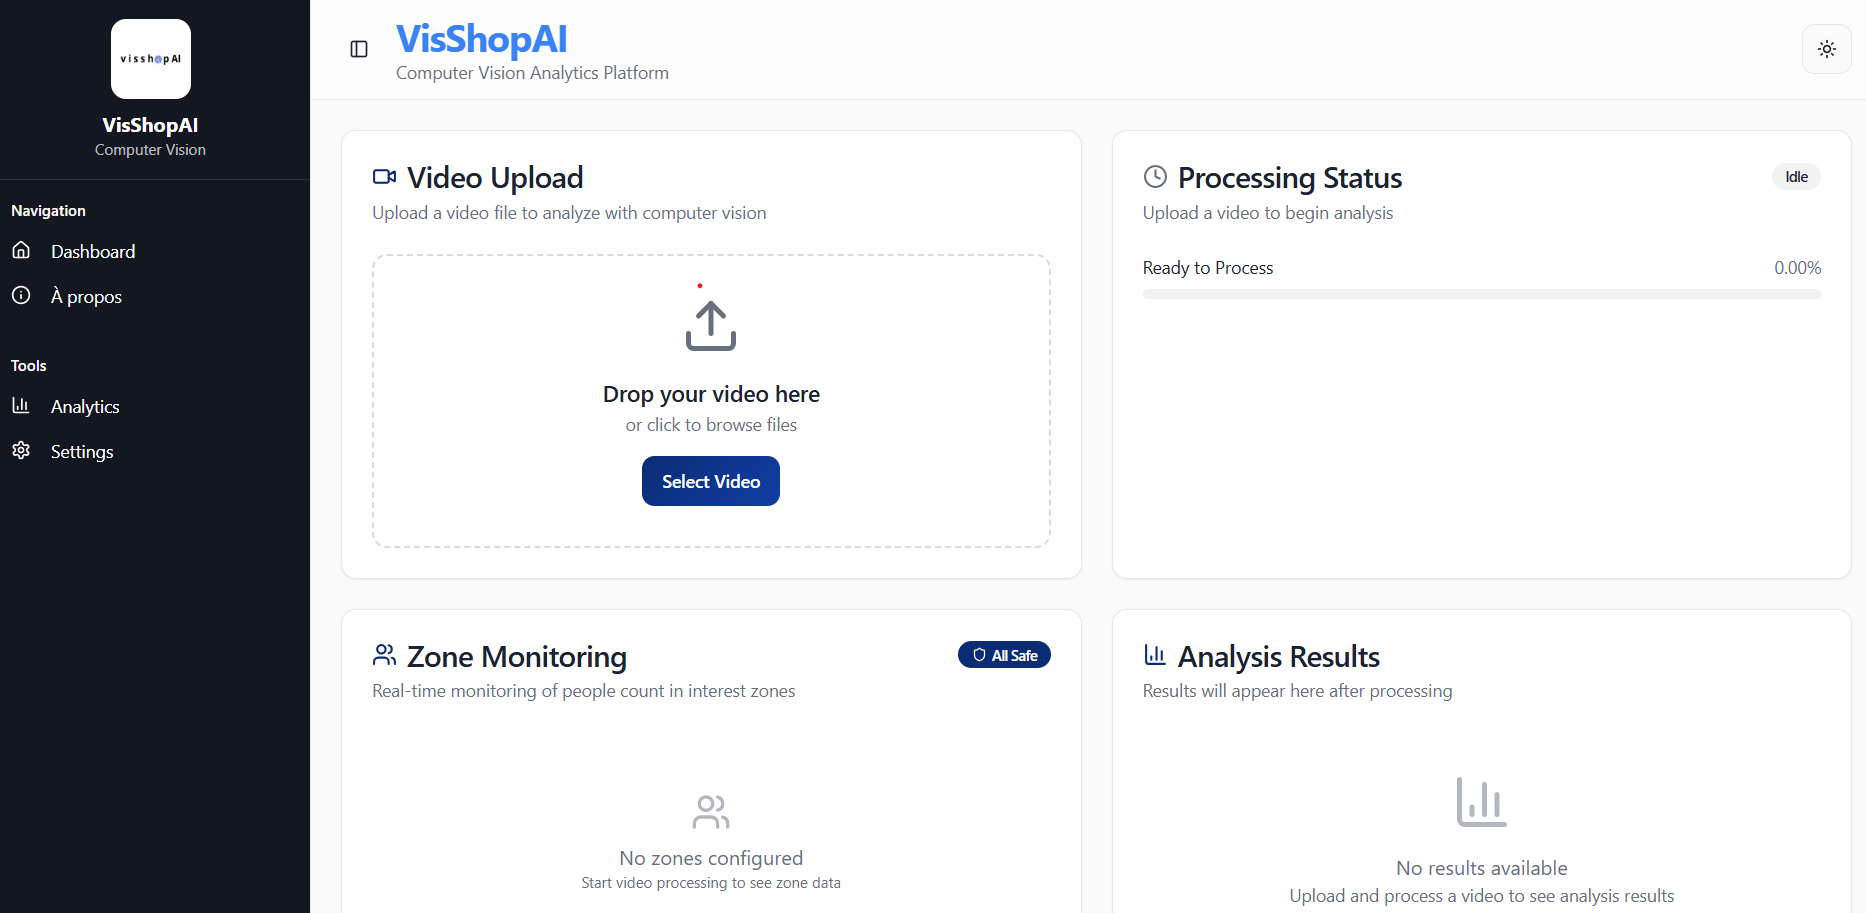 visshopAI
VisShopAI
Computer Vision
Navigation
Dashboard
À propos
Tools
Analytics
Settings
VisShopAI
Computer Vision Analytics Platform
Video Upload
Upload a video file to analyze with computer vision
Drop your video here
or click to browse files
Select Video
Processing Status
Idle
Upload a video to begin analysis
Ready to Process 0.00%
Zone Monitoring
All Safe
Real-time monitoring of people count in interest zones
No zones configured
Start video processing to see zone data
Analysis Results
Results will appear here after processing
No results available
Upload and process a video to see analysis results